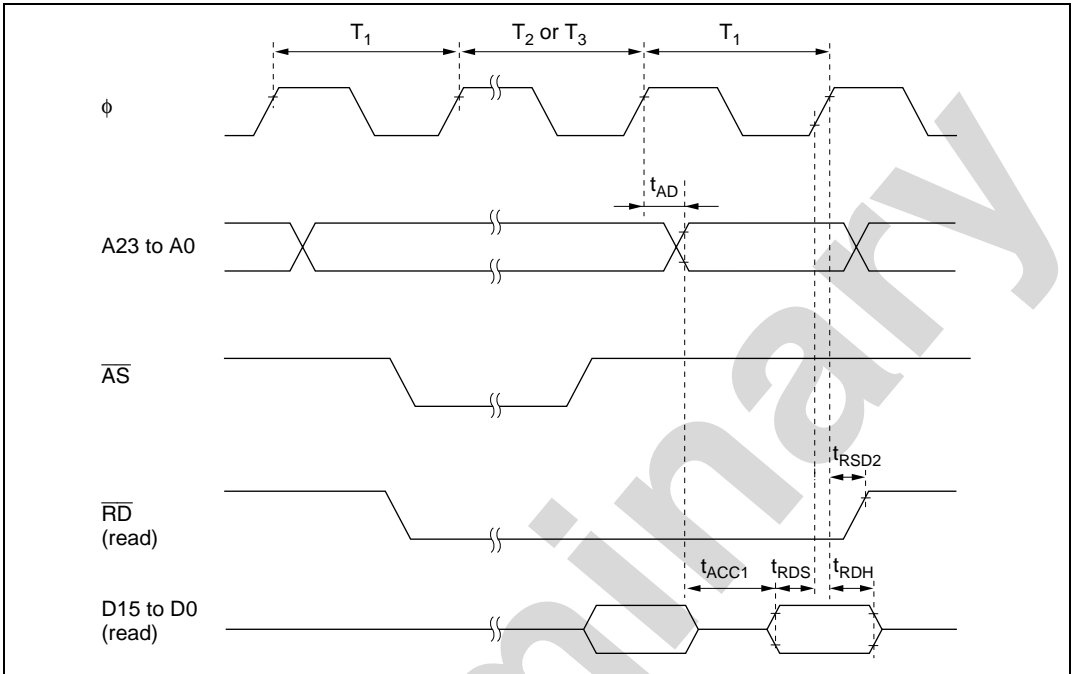 T1 T2 or T3 T1
φ
tAD
A23 to A0
AS
tRSD2
RD
(read)
tACC1 tRDS tRDH
D15 to D0
(read)
minary